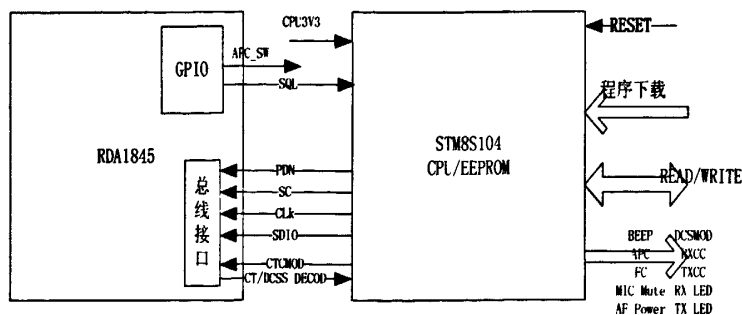 CPU3V3
RESET
GPIO
APC_SW
SQL
程序下载
RDA1845
STM8S104
CPU/EEPROM
总线接口
PDN
SC
CLk
SDIO
CTCMOD
CT/DCSS DECOD
READ/WRITE
BEEP DCSMOD
APC RXCC
FC TXCC
MIC Mute RX LED
AF Power TX LED